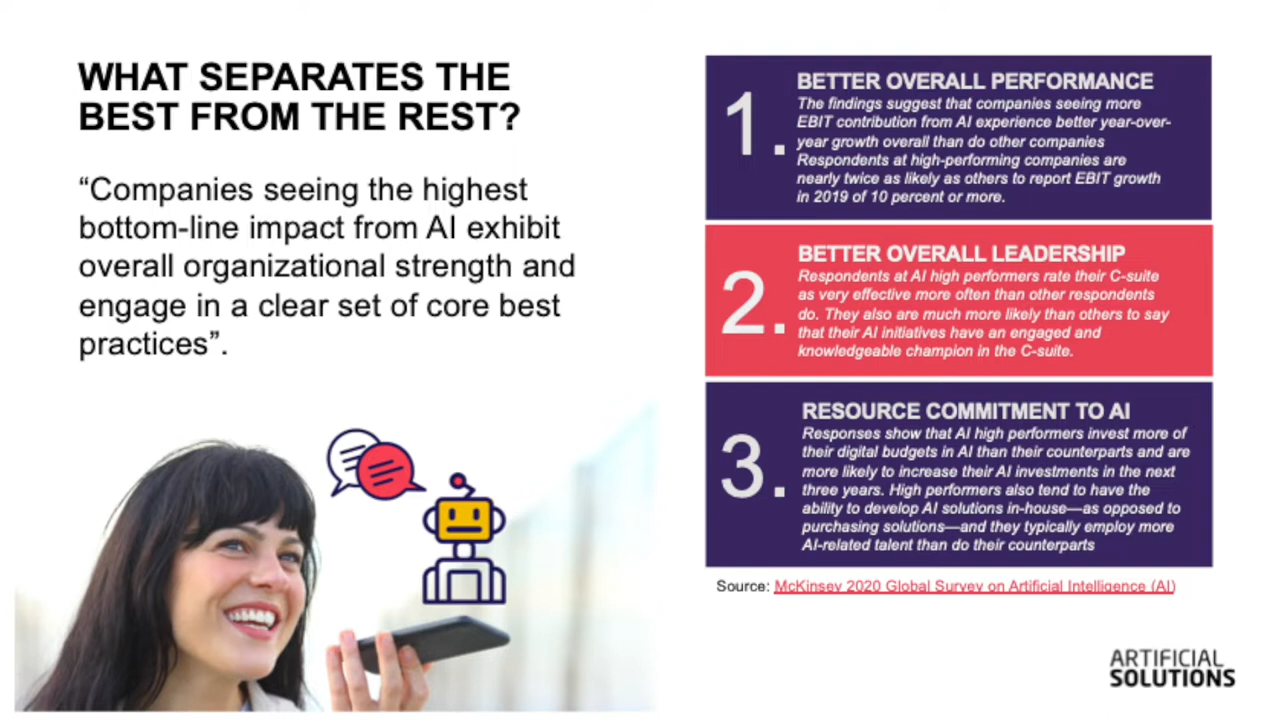 WHAT SEPARATES THE
BEST FROM THE REST?
“Companies seeing the highest
bottom-line impact from AI exhibit
overall organizational strength and
engage in a clear set of core best
practices”.
1.
BETTER OVERALL PERFORMANCE
The findings suggest that companies seeing more
EBIT contribution from AI experience better year-over-
year growth overall than do other companies
Respondents at high-performing companies are
nearly twice as likely as others to report EBIT growth
in 2019 of 10 percent or more.
2.
BETTER OVERALL LEADERSHIP
Respondents at AI high performers rate their C-suite
as very effective more often than other respondents
do. They also are much more likely than others to say
that their AI initiatives have an engaged and
knowledgeable champion in the C-suite.
3.
RESOURCE COMMITMENT TO AI
Responses show that AI high performers invest more of
their digital budgets in AI than their counterparts and are
more likely to increase their AI investments in the next
three years. High performers also tend to have the
ability to develop AI solutions in-house—as opposed to
purchasing solutions—and they typically employ more
AI-related talent than do their counterparts
Source: McKinsey 2020 Global Survey on Artificial Intelligence (AI)
ARTIFICIAL
SOLUTIONS